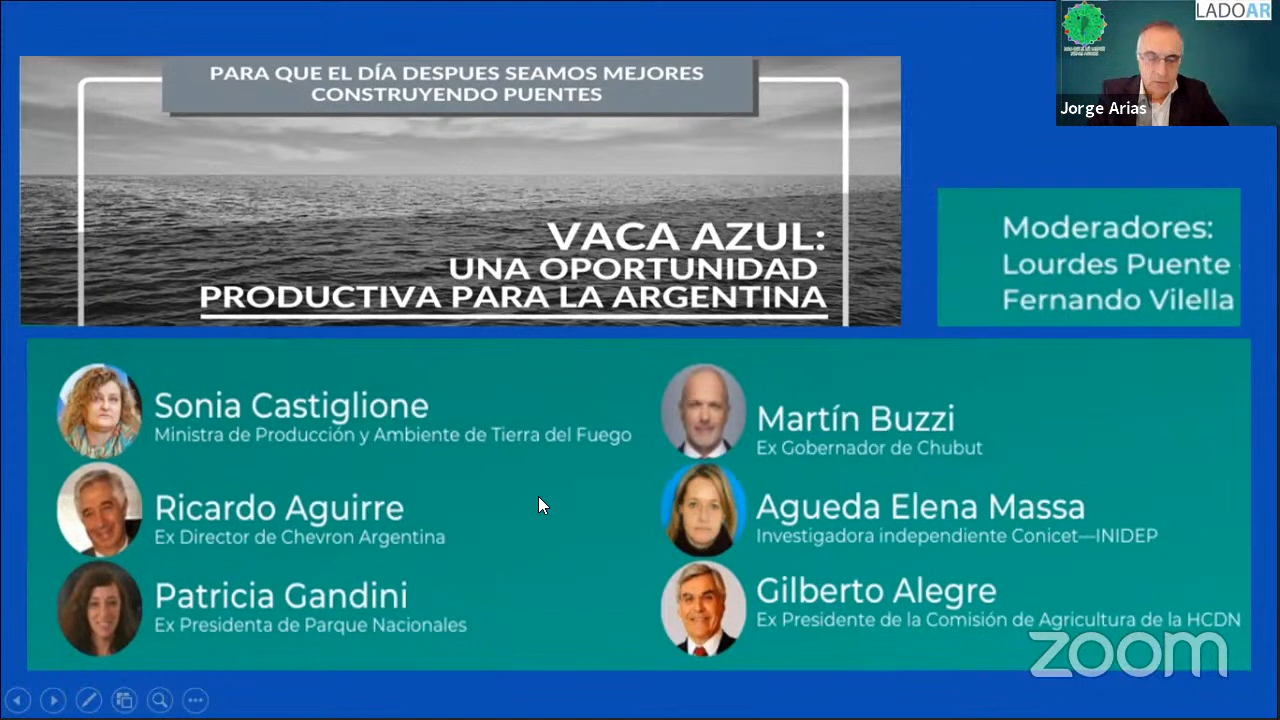 PARA QUE EL DÍA DESPUES SEAMOS MEJORES
CONSTRUYENDO PUENTES
VACA AZUL:
UNA OPORTUNIDAD
PRODUCTIVA PARA LA ARGENTINA
LADOAR
Jorge Arias
Moderadores:
Lourdes Puente
Fernando Vilella
Sonia Castiglione
Ministra de Producción y Ambiente de Tierra del Fuego
Ricardo Aguirre
Ex Director de Chevron Argentina
Patricia Gandini
Ex Presidenta de Parque Nacionales
Martín Buzzi
Ex Gobernador de Chubut
Agueda Elena Massa
Investigadora independiente Conicet—INIDEP
Gilberto Alegre
Ex Presidente de la Comisión de Agricultura de la HCDN
zoom